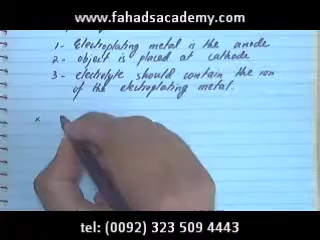 www.fahadsacademy.com
1- Electroplating metal is the anode
2- object is placed at cathode
3- electrolyte should contain the ion
of the electroplating metal.
x
tel: (0092) 323 509 4443